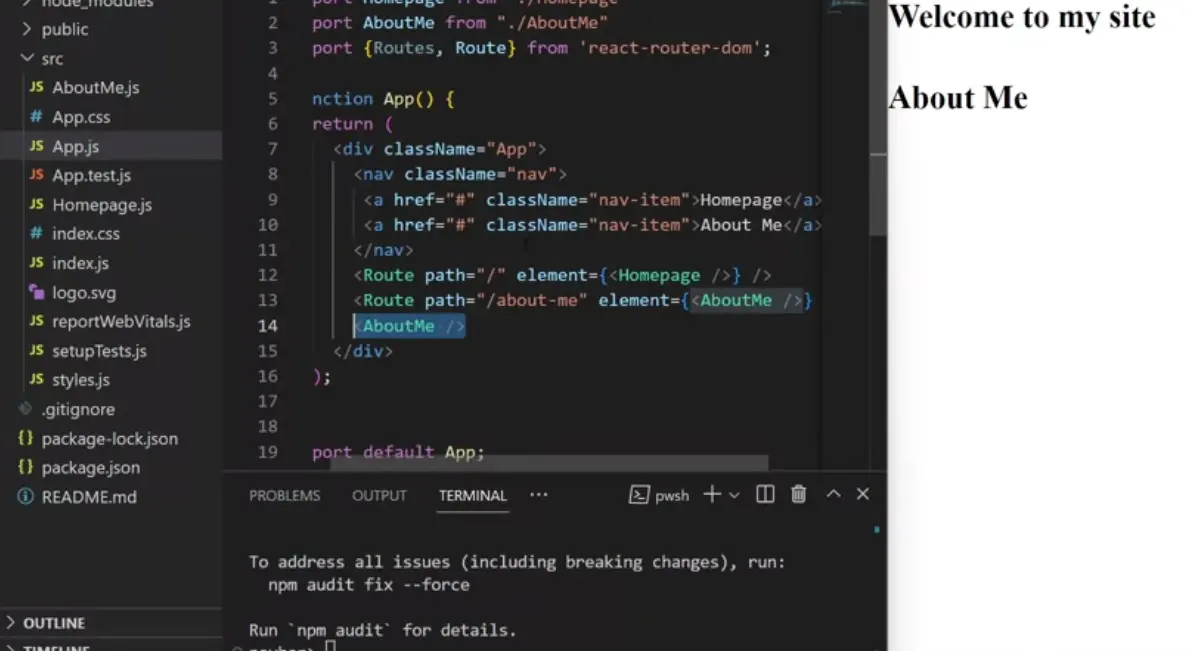 node_modules
public
src
JS AboutMe.js
# App.css
JS App.js
JS App.test.js
JS Homepage.js
# index.css
JS index.js
logo.svg
JS reportWebVitals.js
JS setupTests.js
JS styles.js
.gitignore
{} package-lock.json
{} package.json
README.md
OUTLINE
TIMELINE
1 port Homepage from "./Homepage"
2 port AboutMe from "./AboutMe"
3 port {Routes, Route} from 'react-router-dom';
4
5 nction App() {
6 return (
7 <div className="App">
8 <nav className="nav">
9 <a href="#" className="nav-item">Homepage</a>
10 <a href="#" className="nav-item">About Me</a>
11 </nav>
12 <Route path="/" element={<Homepage />} />
13 <Route path="/about-me" element={<AboutMe />}
14 <AboutMe />
15 </div>
16 );
17
18
19 port default App;
PROBLEMS OUTPUT TERMINAL ··· pwsh
To address all issues (including breaking changes), run:
npm audit fix --force
Run `npm audit` for details.
Welcome to my site
About Me